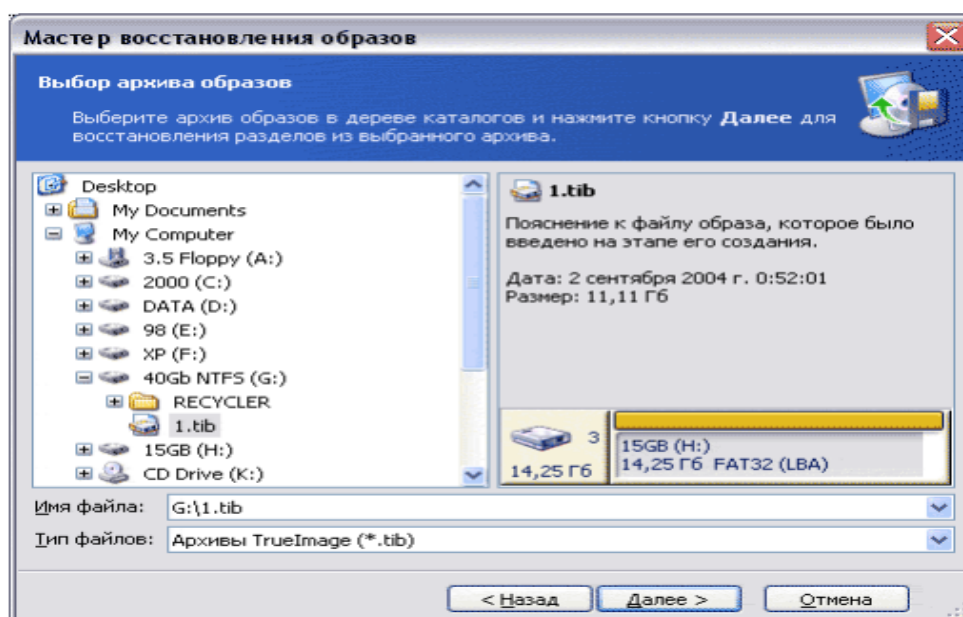 Мастер восстановления образов
Выбор архива образов
Выберите архив образов в дереве каталогов и нажмите кнопку Далее для
восстановления разделов из выбранного архива.
Desktop
My Documents
My Computer
3.5 Floppy (A:)
2000 (C:)
DATA (D:)
98 (E:)
XP (F:)
40Gb NTFS (G:)
RECYCLER
1.tib
15GB (H:)
CD Drive (K:)
1.tib
Пояснение к файлу образа, которое было
введено на этапе его создания.
Дата: 2 сентября 2004 г. 0:52:01
Размер: 11,11 Гб
3
14,25 Гб
15GB (H:)
14,25 Гб FAT32 (LBA)
Имя файла: G:\1.tib
Тип файлов: Архивы TrueImage (*.tib)
< Назад Далее > Отмена